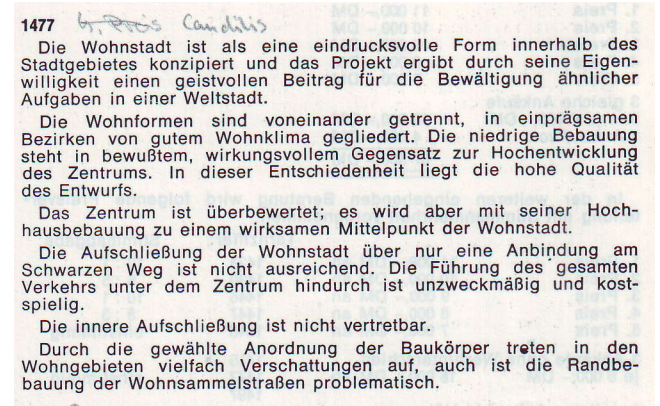 1477 4. Preis Candilis
Die Wohnstadt ist als eine eindrucksvolle Form innerhalb des
Stadtgebietes konzipiert und das Projekt ergibt durch seine Eigen-
willigkeit einen geistvollen Beitrag für die Bewältigung ähnlicher
Aufgaben in einer Weltstadt.
Die Wohnformen sind voneinander getrennt, in einprägsamen
Bezirken von gutem Wohnklima gegliedert. Die niedrige Bebauung
steht in bewußtem, wirkungsvollem Gegensatz zur Hochentwicklung
des Zentrums. In dieser Entschiedenheit liegt die hohe Qualität
des Entwurfs.
Das Zentrum ist überbewertet; es wird aber mit seiner Hoch-
hausbebauung zu einem wirksamen Mittelpunkt der Wohnstadt.
Die Aufschließung der Wohnstadt über nur eine Anbindung am
Schwarzen Weg ist nicht ausreichend. Die Führung des gesamten
Verkehrs unter dem Zentrum hindurch ist unzweckmäßig und kost-
spielig.
Die innere Aufschließung ist nicht vertretbar.
Durch die gewählte Anordnung der Baukörper treten in den
Wohngebieten vielfach Verschattungen auf, auch ist die Randbe-
bauung der Wohnsammelstraßen problematisch.